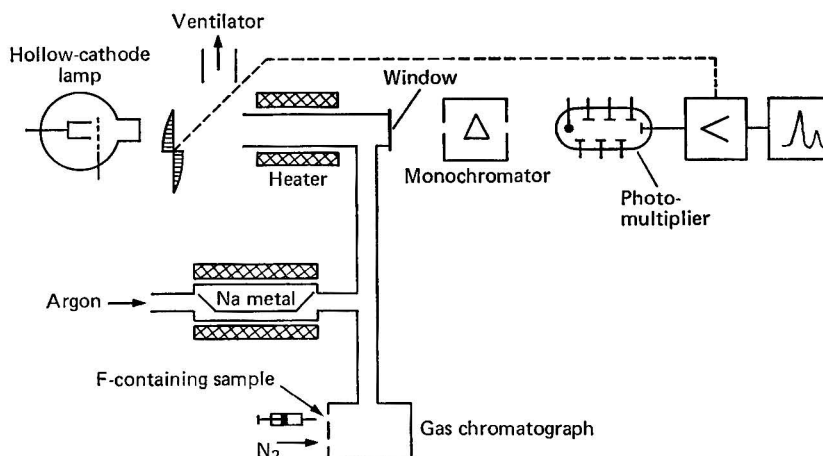 Ventilator
Hollow-cathode
lamp
Window
Heater
Monochromator
Photo-
multiplier
Argon
Na metal
F-containing sample
Gas chromatograph
N₂